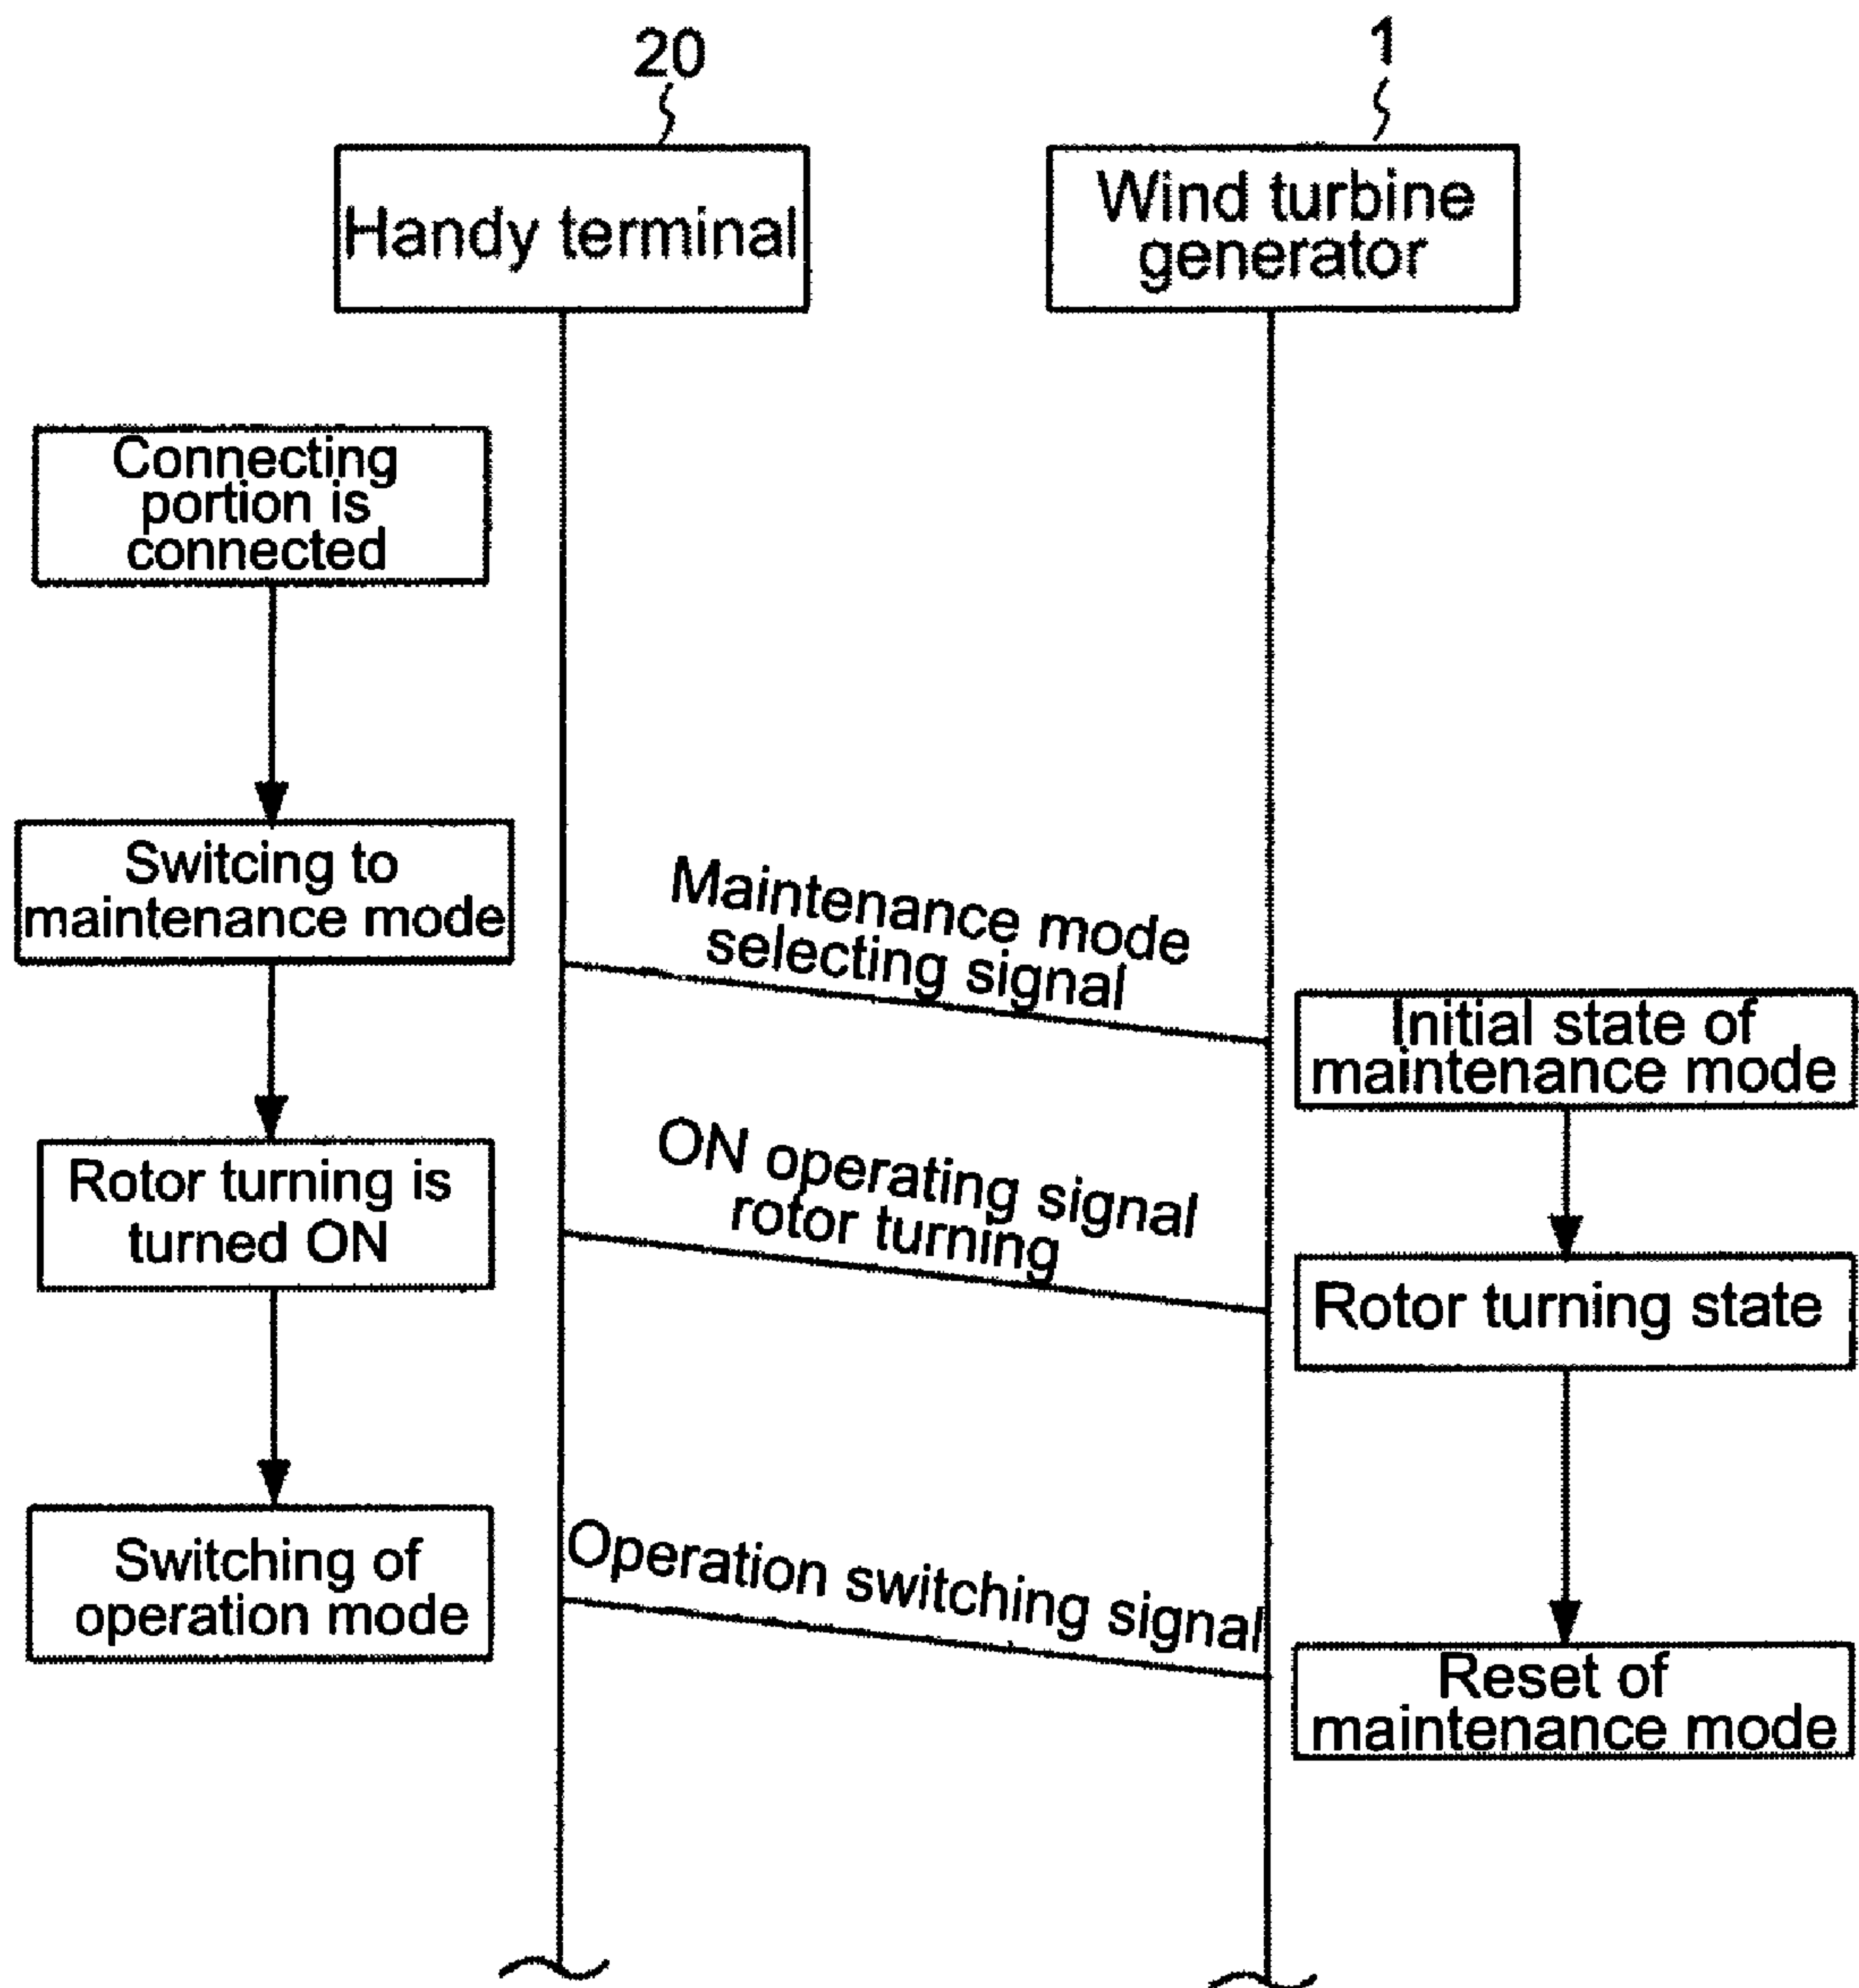 20
1
Handy terminal
Wind turbine
generator
Connecting
portion is
connected
Switcing to
maintenance mode
Maintenance mode
selecting signal
Initial state of
maintenance mode
Rotor turning is
turned ON
ON operating signal
rotor turning
Rotor turning state
Switching of
operation mode
Operation switching signal
Reset of
maintenance mode